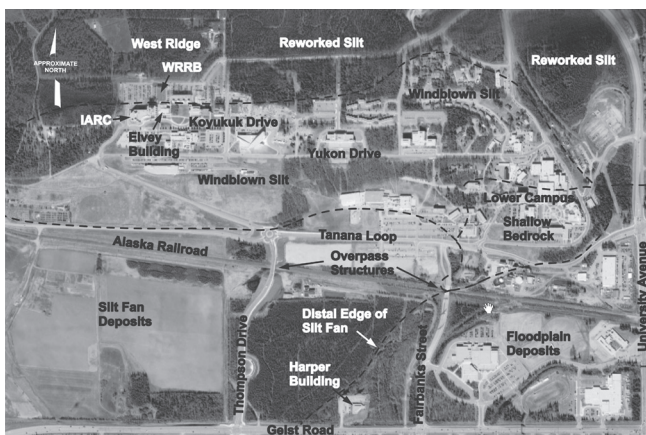 West Ridge
Reworked Silt
WRRB
APPROXIMATE
NORTH
Reworked Silt
Windblown Silt
IARC
Koyukuk Drive
Elvey
Building
Yukon Drive
Windblown Silt
Lower Campus
Shallow
Bedrock
Tanana Loop
Alaska Railroad
Overpass
Structures
Silt Fan
Deposits
Distal Edge of
Silt Fan
Floodplain
Deposits
Harper
Building
Thompson Drive
Fairbanks Street
University Avenue
Geist Road